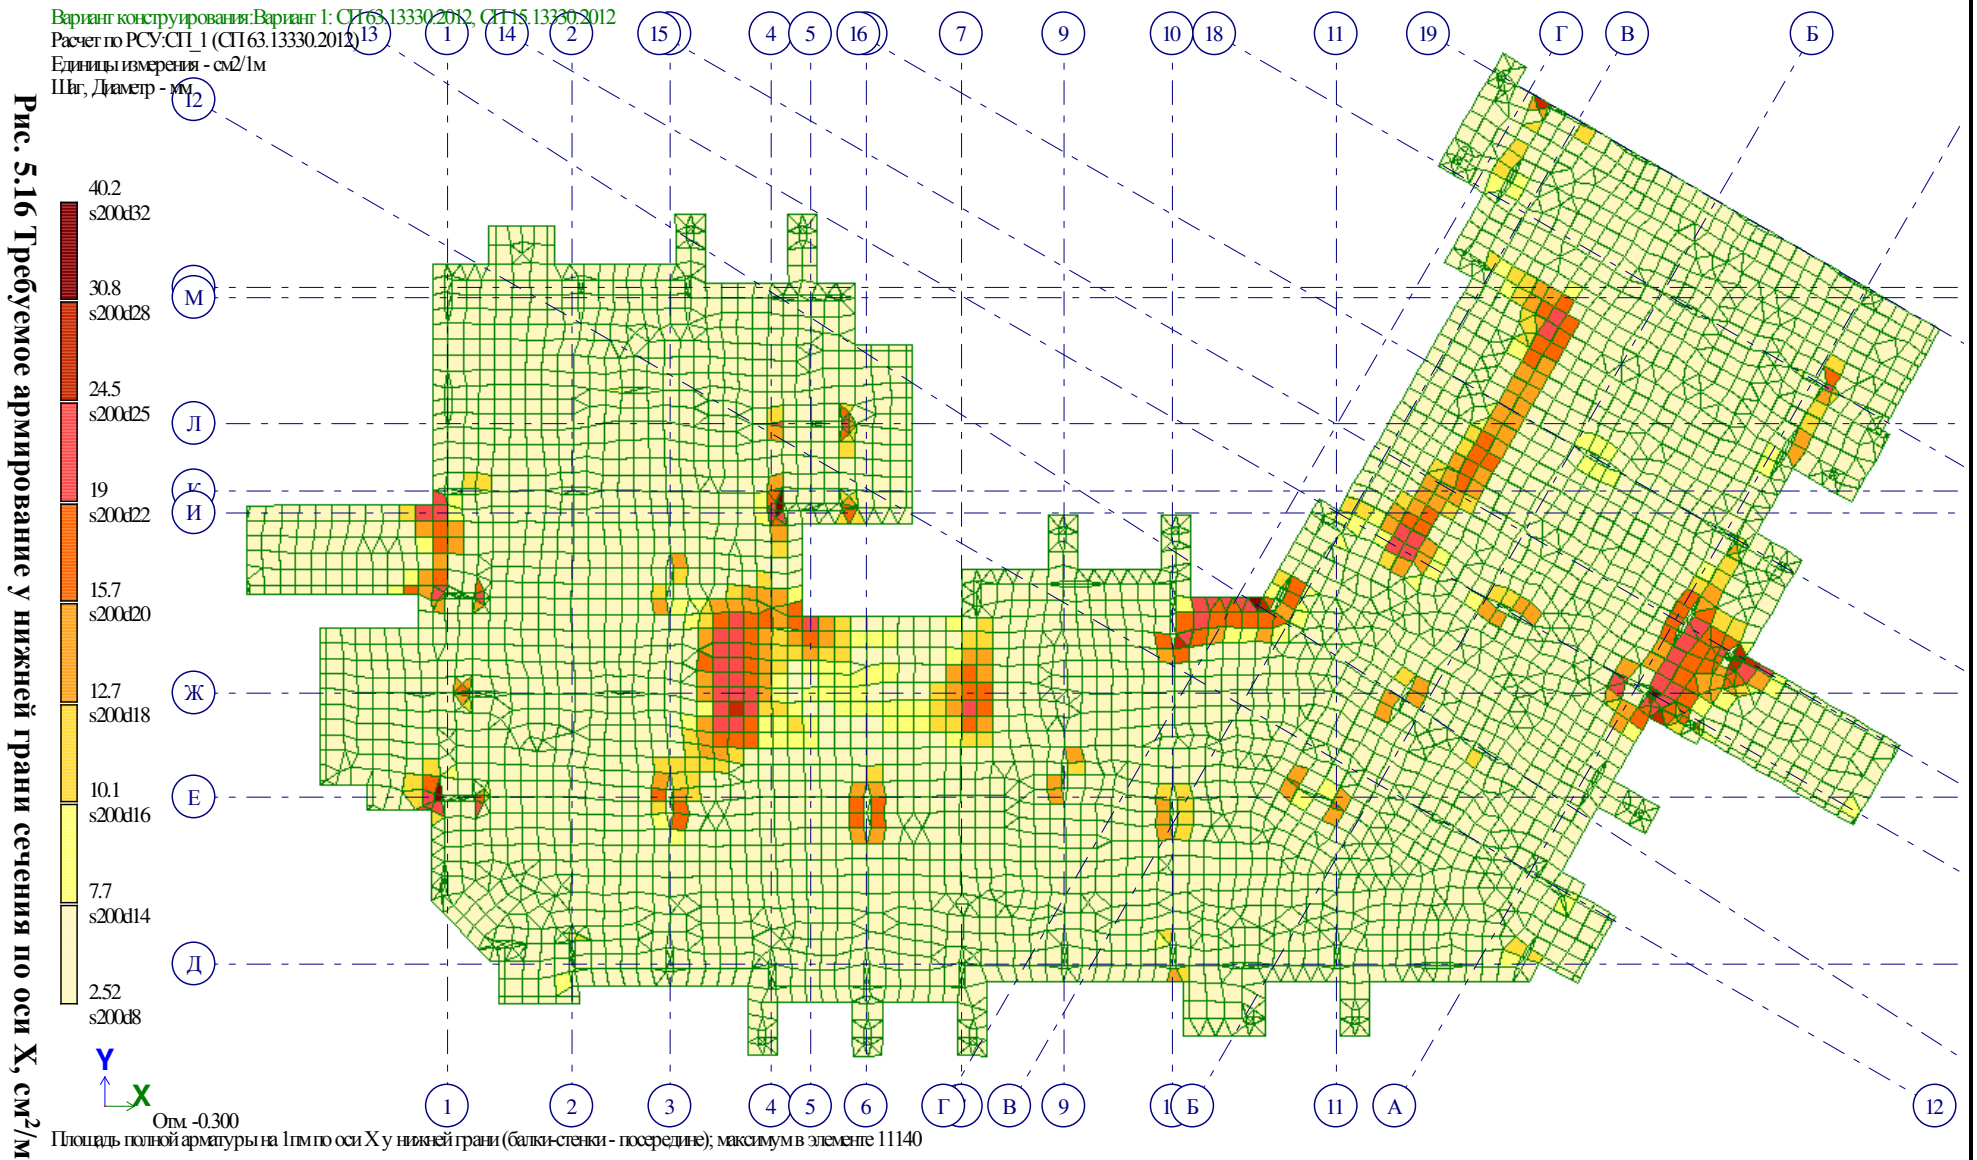 Вариант конструирования:Вариант 1: СП 63.13330.2012, СП 15.13330.2012
Расчет по РСУ:СП_1 (СП 63.13330.2012)
Единицы измерения - см2/1м
Шаг, Диаметр - мм
13
1
14
2
15
4
5
16
7
9
10
18
11
19
Г
В
Б
12
Рис. 5.16 Требуемое армирование у нижней грани сечения по оси X, см²/м
40.2
s200d32
30.8
s200d28
24.5
s200d25
19
s200d22
15.7
s200d20
12.7
s200d18
10.1
s200d16
7.7
s200d14
2.52
s200d8
М
Л
К
И
Ж
Е
Д
Y
X
1
2
3
4
5
6
Г
В
9
1
Б
11
А
12
Отм. -0.300
Площадь полной арматуры на 1пм по оси X у нижней грани (балки-стенки - посередине); максимум в элементе 11140